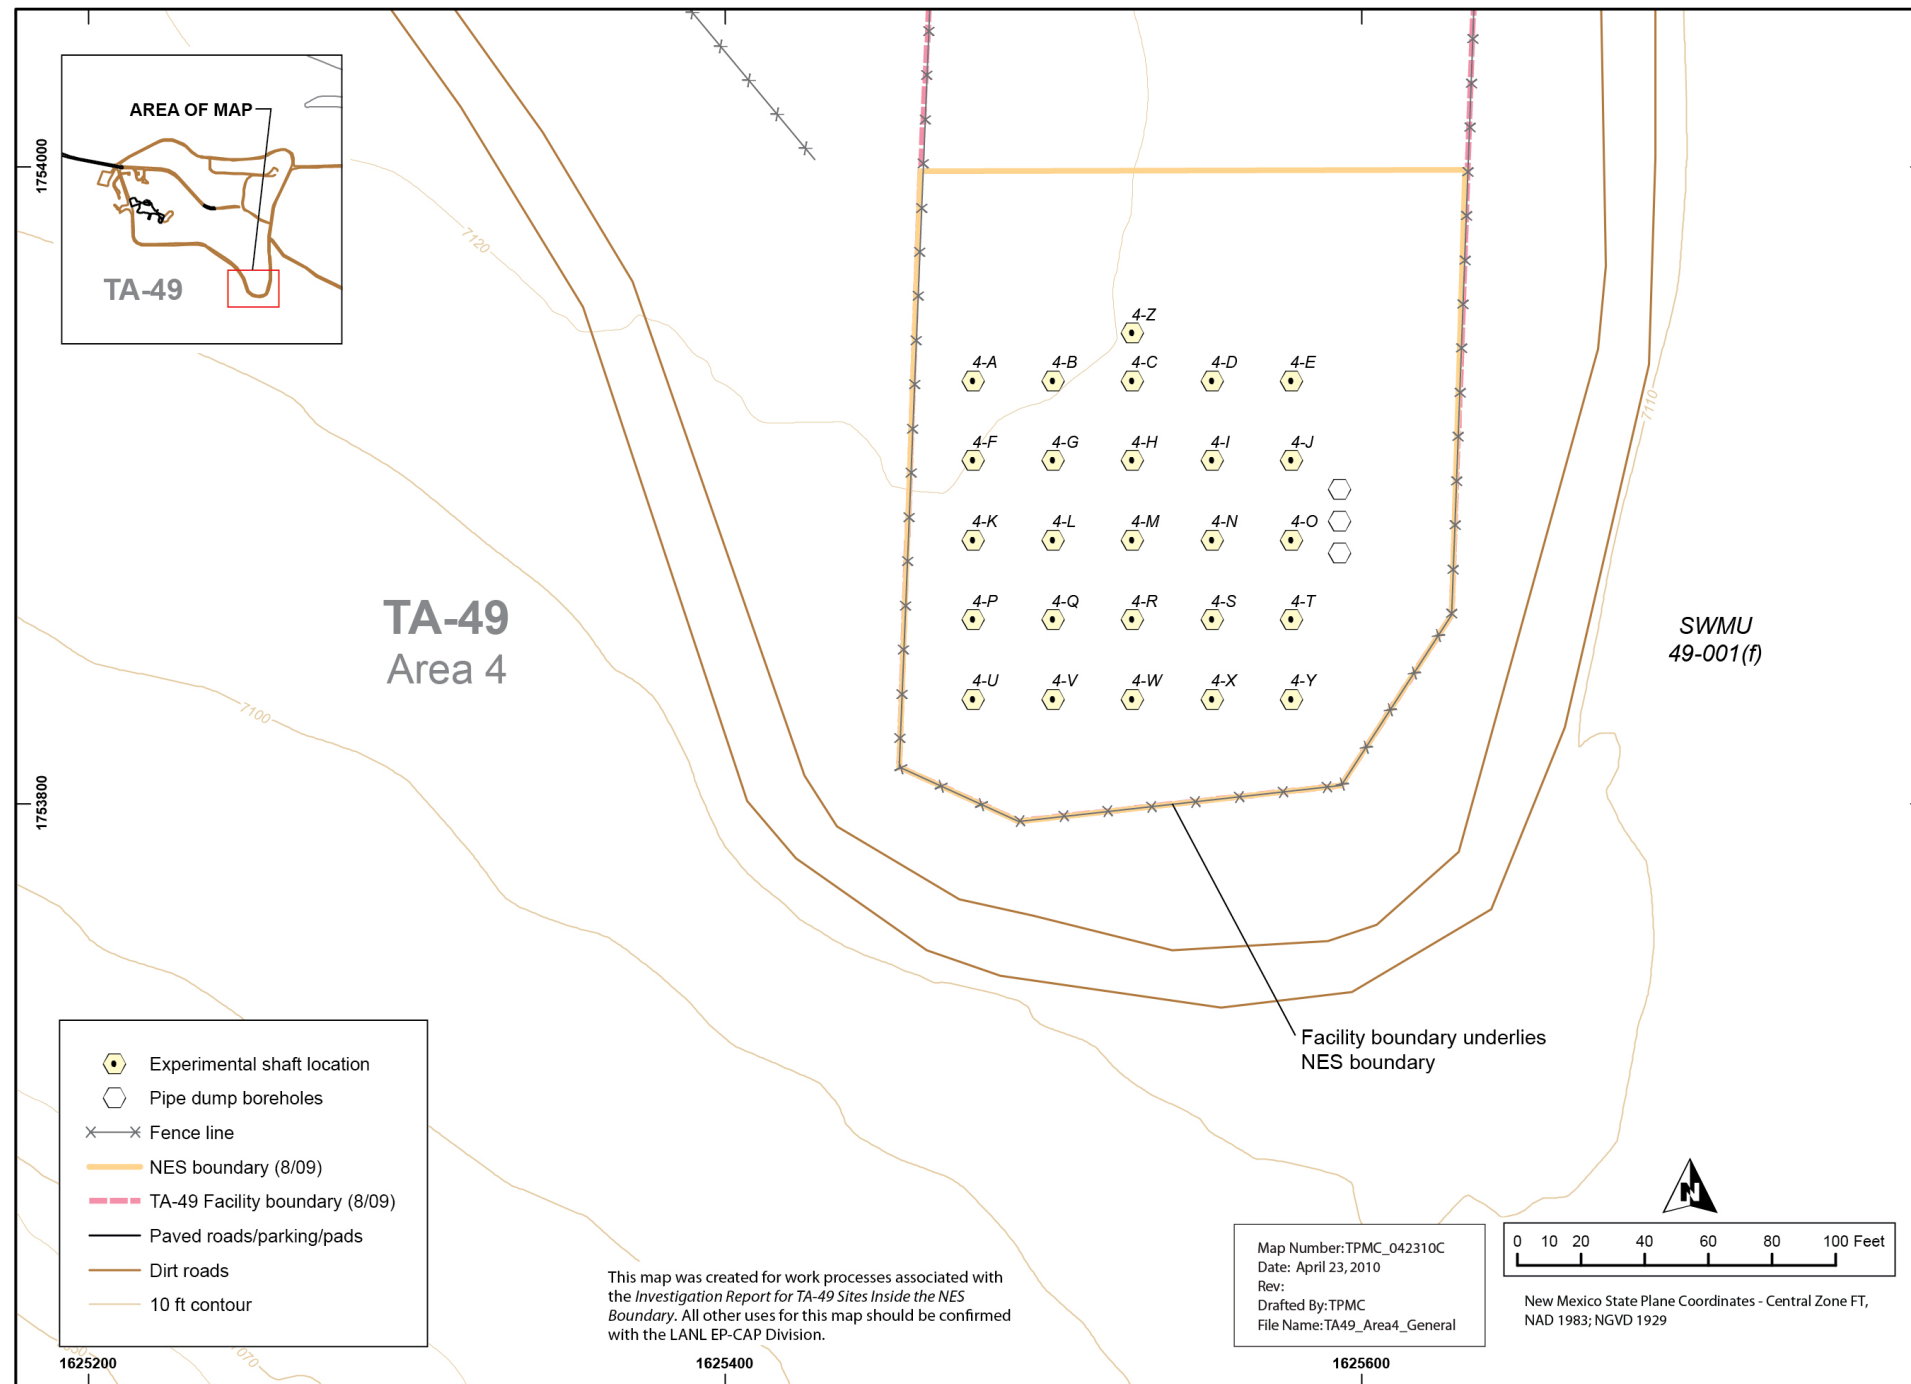 AREA OF MAP
TA-49
1754000
1753800
7120
7110
7100
4-Z
4-A 4-B 4-C 4-D 4-E
4-F 4-G 4-H 4-I 4-J
4-K 4-L 4-M 4-N 4-O
4-P 4-Q 4-R 4-S 4-T
4-U 4-V 4-W 4-X 4-Y
TA-49
Area 4
SWMU
49-001(f)
Facility boundary underlies
NES boundary
Experimental shaft location
Pipe dump boreholes
Fence line
NES boundary (8/09)
TA-49 Facility boundary (8/09)
Paved roads/parking/pads
Dirt roads
10 ft contour
This map was created for work processes associated with
the Investigation Report for TA-49 Sites Inside the NES
Boundary. All other uses for this map should be confirmed
with the LANL EP-CAP Division.
Map Number:TPMC_042310C
Date: April 23, 2010
Rev:
Drafted By:TPMC
File Name:TA49_Area4_General
N
0 10 20 40 60 80 100 Feet
New Mexico State Plane Coordinates - Central Zone FT,
NAD 1983; NGVD 1929
1625200 1625400 1625600